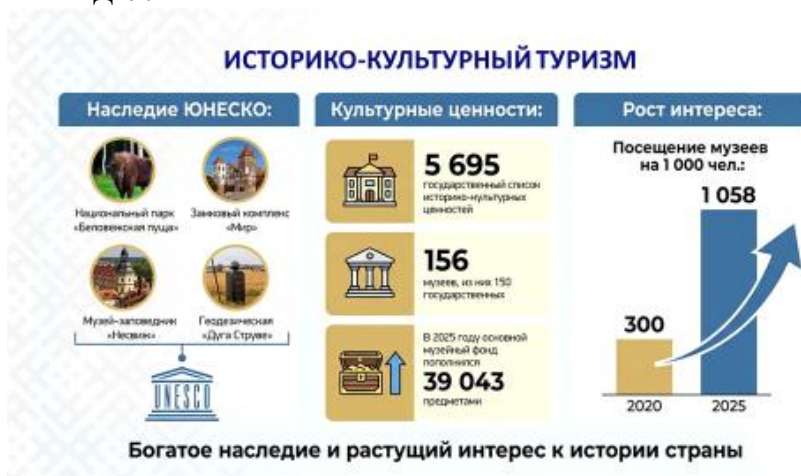 ИСТОРИКО-КУЛЬТУРНЫЙ ТУРИЗМ
Наследие ЮНЕСКО:
Национальный парк
«Беловежская пуща»
Замковый комплекс
«Мир»
Музей-заповедник
«Несвиж»
Геодезическая
«Дуга Струве»
UNESCO
Культурные ценности:
5 695
государственный список
историко-культурных
ценностей
156
музеев, из них 150
государственных
В 2025 году основной
музейный фонд
пополнился
39 043
предметами
Рост интереса:
Посещение музеев
на 1 000 чел.:
1 058
300
2020
2025
Богатое наследие и растущий интерес к истории страны